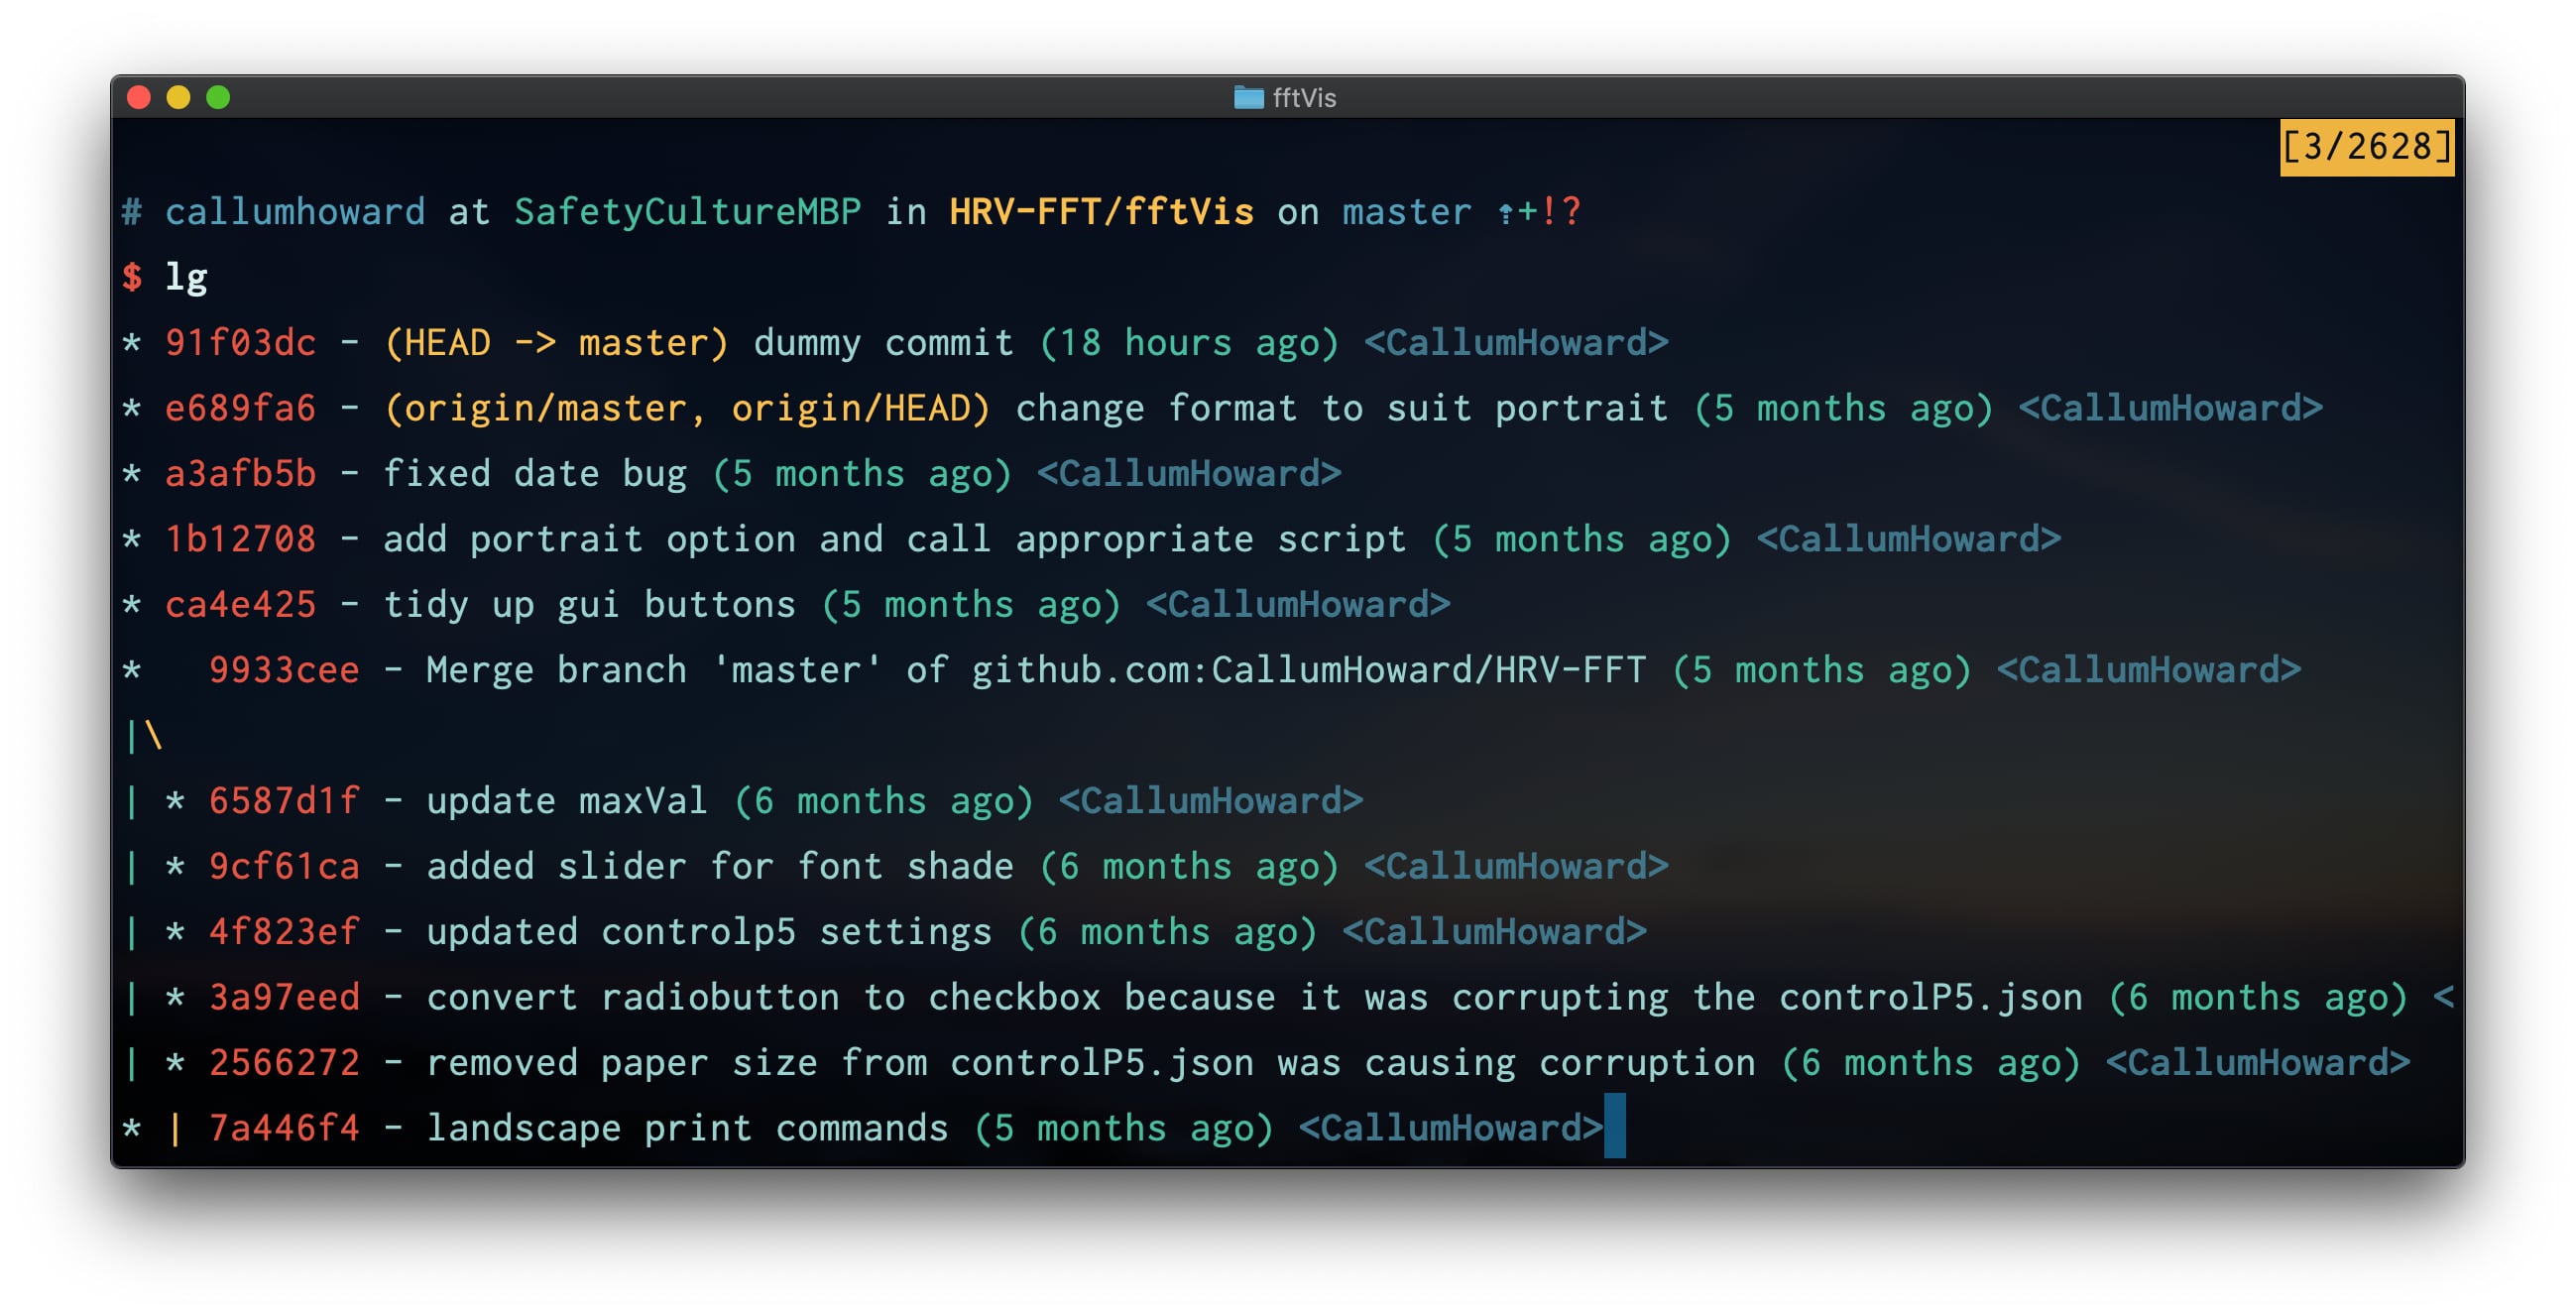 fftVis
[3/2628]
# callumhoward at SafetyCultureMBP in HRV-FFT/fftVis on master ⇡+!?
$ lg
* 91f03dc - (HEAD -> master) dummy commit (18 hours ago) <CallumHoward>
* e689fa6 - (origin/master, origin/HEAD) change format to suit portrait (5 months ago) <CallumHoward>
* a3afb5b - fixed date bug (5 months ago) <CallumHoward>
* 1b12708 - add portrait option and call appropriate script (5 months ago) <CallumHoward>
* ca4e425 - tidy up gui buttons (5 months ago) <CallumHoward>
*   9933cee - Merge branch 'master' of github.com:CallumHoward/HRV-FFT (5 months ago) <CallumHoward>
|\
| * 6587d1f - update maxVal (6 months ago) <CallumHoward>
| * 9cf61ca - added slider for font shade (6 months ago) <CallumHoward>
| * 4f823ef - updated controlp5 settings (6 months ago) <CallumHoward>
| * 3a97eed - convert radiobutton to checkbox because it was corrupting the controlP5.json (6 months ago) <
| * 2566272 - removed paper size from controlP5.json was causing corruption (6 months ago) <CallumHoward>
* | 7a446f4 - landscape print commands (5 months ago) <CallumHoward>